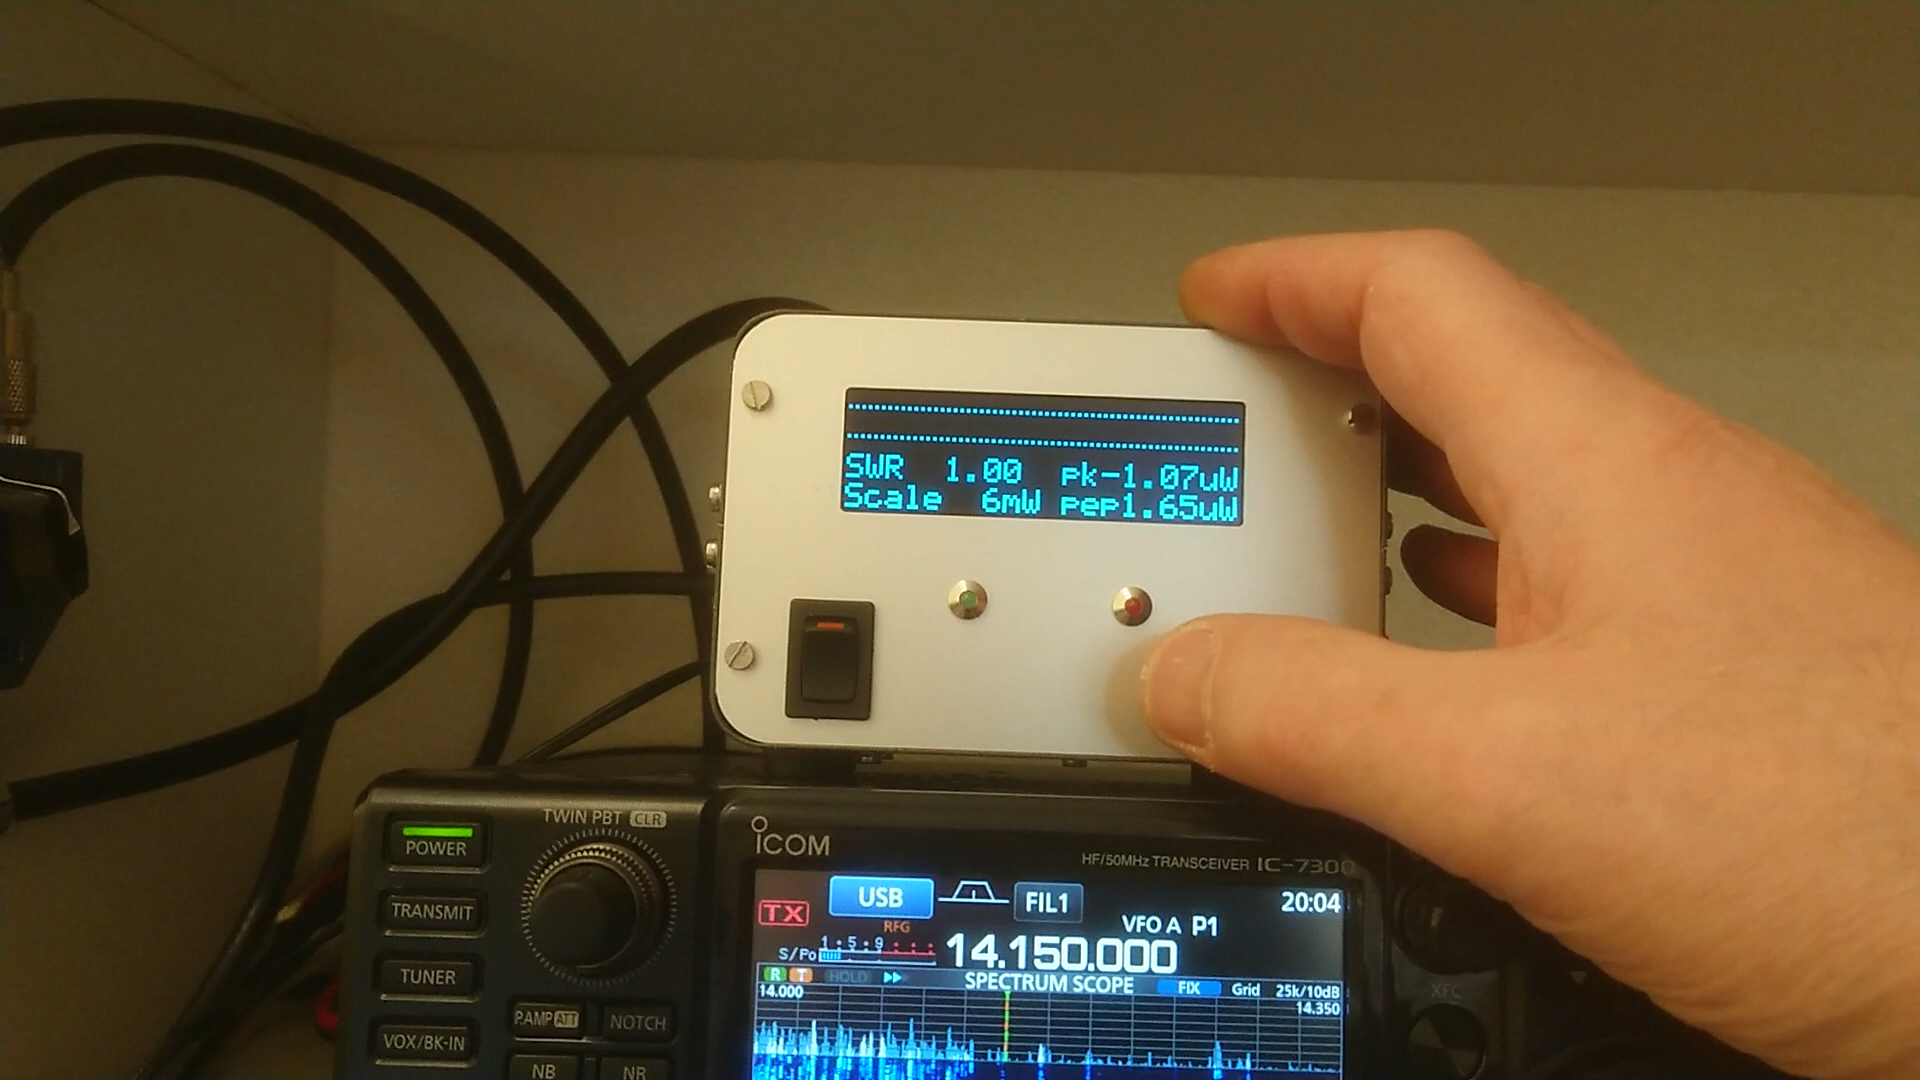 SWR 1.00 pk-1.07uW
Scale 6mW pep1.65uW
TWIN PBT CLR
POWER
ICOM
HF/50MHz TRANSCEIVER IC-7300
TRANSMIT
TX
USB
FIL1
20:04
RFG
VFO A P1
1 5 9
S/Po
14.150.000
TUNER
R T HOLD
SPECTRUM SCOPE
FIX
Grid
25k/10dB
14.000
14.350
XFC
P.AMP ATT
NOTCH
VOX/BK-IN
NB
NR